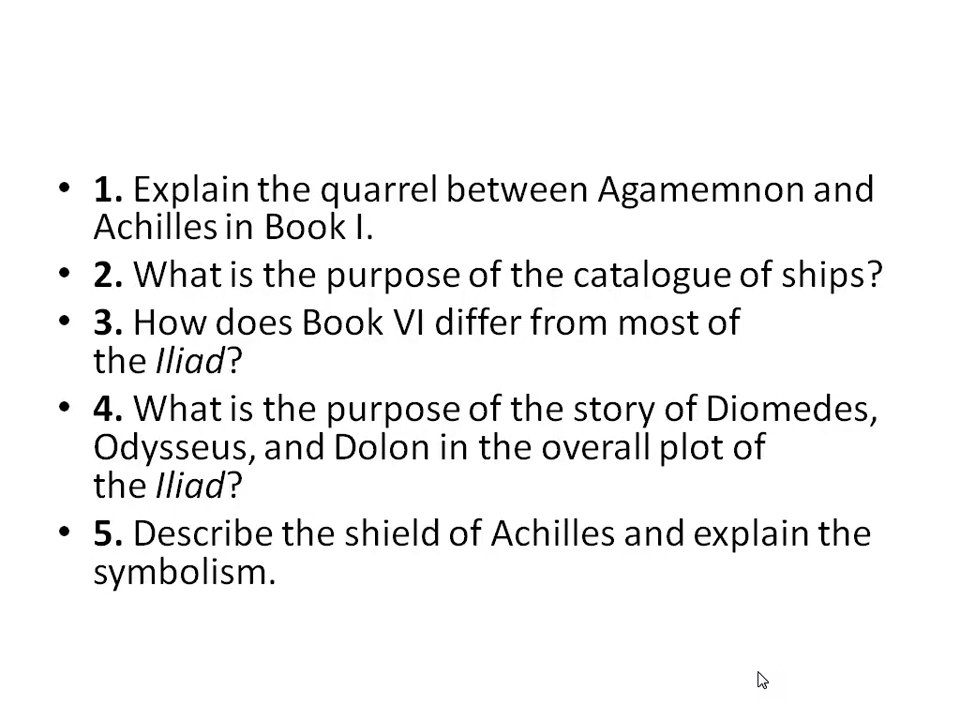 • 1. Explain the quarrel between Agamemnon and
Achilles in Book I.
• 2. What is the purpose of the catalogue of ships?
• 3. How does Book VI differ from most of
the Iliad?
• 4. What is the purpose of the story of Diomedes,
Odysseus, and Dolon in the overall plot of
the Iliad?
• 5. Describe the shield of Achilles and explain the
symbolism.